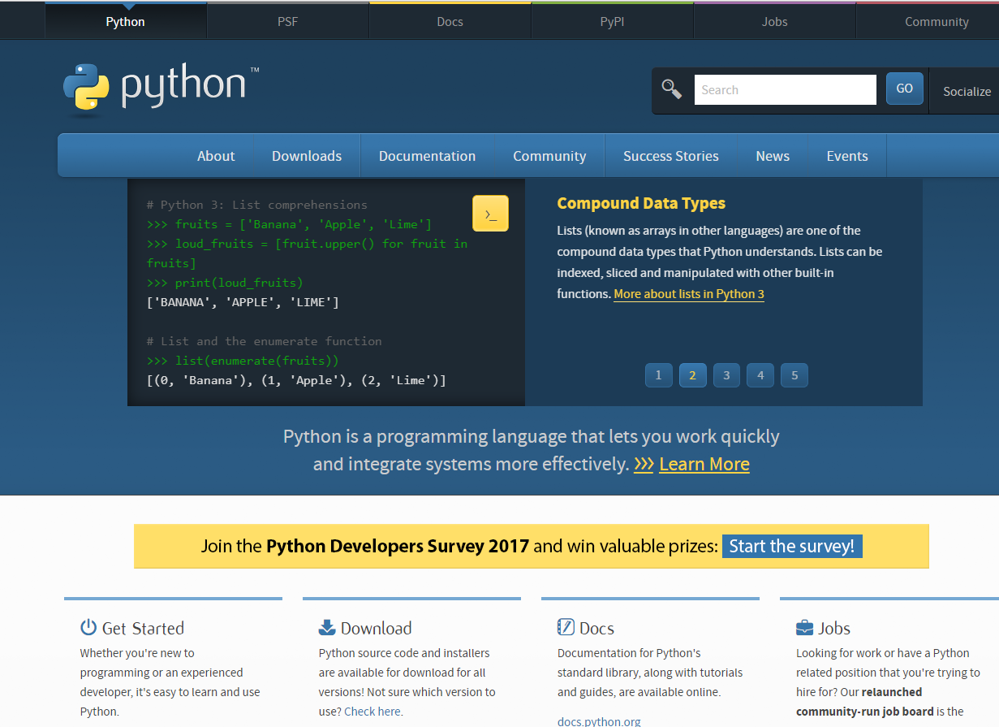 Python PSF Docs PyPI Jobs Community
python™
Search GO Socialize
About Downloads Documentation Community Success Stories News Events
# Python 3: List comprehensions
>>> fruits = ['Banana', 'Apple', 'Lime']
>>> loud_fruits = [fruit.upper() for fruit in
fruits]
>>> print(loud_fruits)
['BANANA', 'APPLE', 'LIME']
# List and the enumerate function
>>> list(enumerate(fruits))
[(0, 'Banana'), (1, 'Apple'), (2, 'Lime')]
>_
Compound Data Types
Lists (known as arrays in other languages) are one of the
compound data types that Python understands. Lists can be
indexed, sliced and manipulated with other built-in
functions. More about lists in Python 3
1 2 3 4 5
Python is a programming language that lets you work quickly
and integrate systems more effectively. >>> Learn More
Join the Python Developers Survey 2017 and win valuable prizes: Start the survey!
Get Started
Whether you're new to
programming or an experienced
developer, it's easy to learn and use
Python.
Download
Python source code and installers
are available for download for all
versions! Not sure which version to
use? Check here.
Docs
Documentation for Python's
standard library, along with tutorials
and guides, are available online.
docs.python.org
Jobs
Looking for work or have a Python
related position that you're trying to
hire for? Our relaunched
community-run job board is the